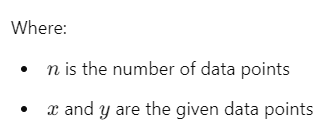 Where:
• n is the number of data points
• x and y are the given data points